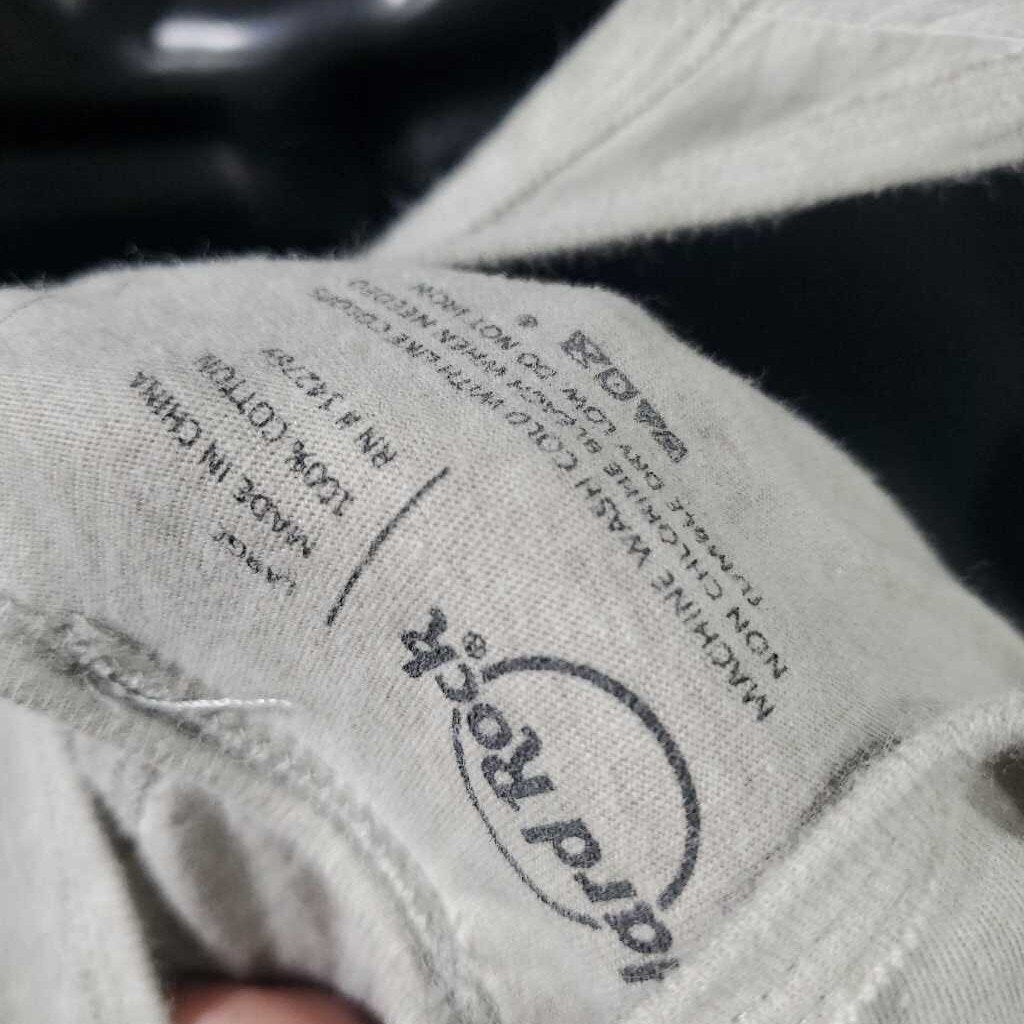 Hard Rock®
LARGE
MADE IN CHINA
100% COTTON
RN #
MACHINE WASH COLD WITH LIKE COLORS
NON CHLORINE BLEACH WHEN NEEDED
TUMBLE DRY LOW DO NOT IRON